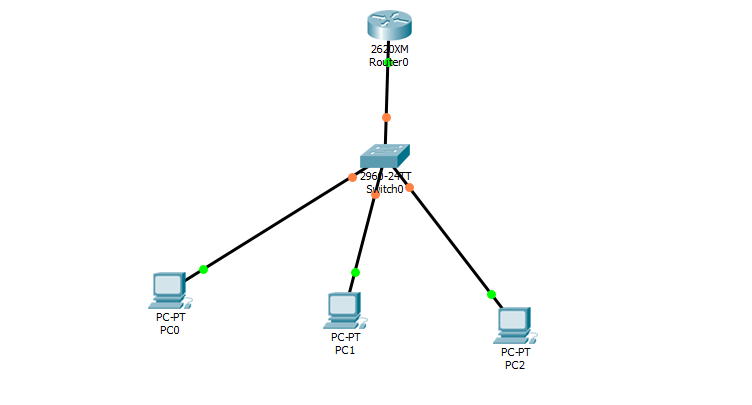 2620XM
Router0
2960-24TT
Switch0
PC-PT
PC0
PC-PT
PC1
PC-PT
PC2